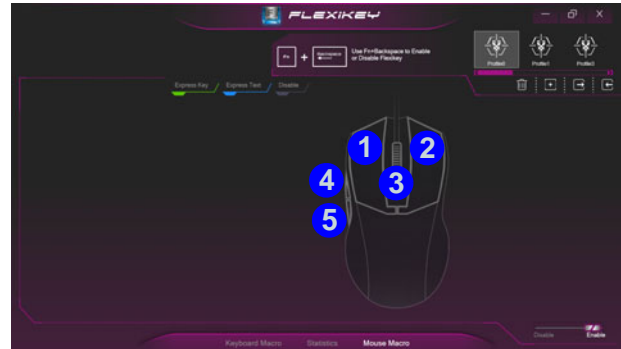 FLEXIKEY
Fn + Backspace
Use Fn+Backspace to Enable
or Disable Flexikey
Profile0 Profile1 Profile2
Express Key / Express Text / Disable
1 2
3
4
5
Disable Enable
Keyboard Macro Statistics Mouse Macro